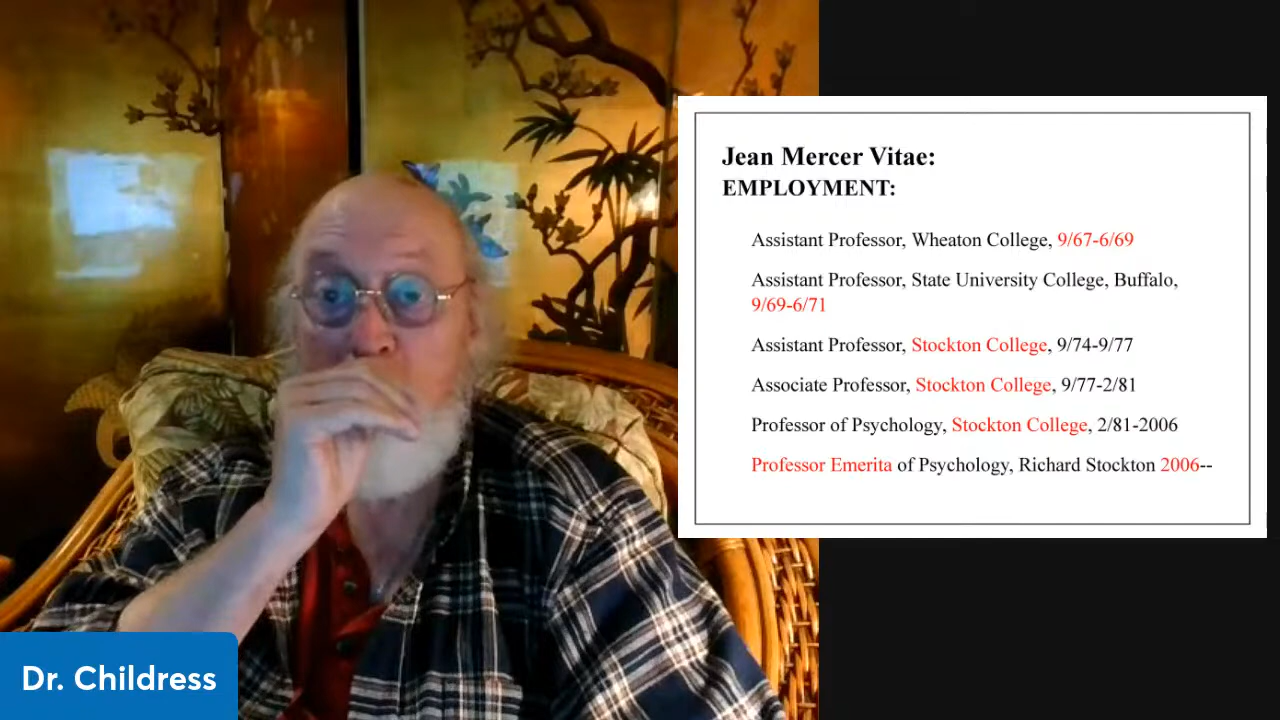 Jean Mercer Vitae:
EMPLOYMENT:
Assistant Professor, Wheaton College, 9/67-6/69
Assistant Professor, State University College, Buffalo,
9/69-6/71
Assistant Professor, Stockton College, 9/74-9/77
Associate Professor, Stockton College, 9/77-2/81
Professor of Psychology, Stockton College, 2/81-2006
Professor Emerita of Psychology, Richard Stockton 2006--
Dr. Childress